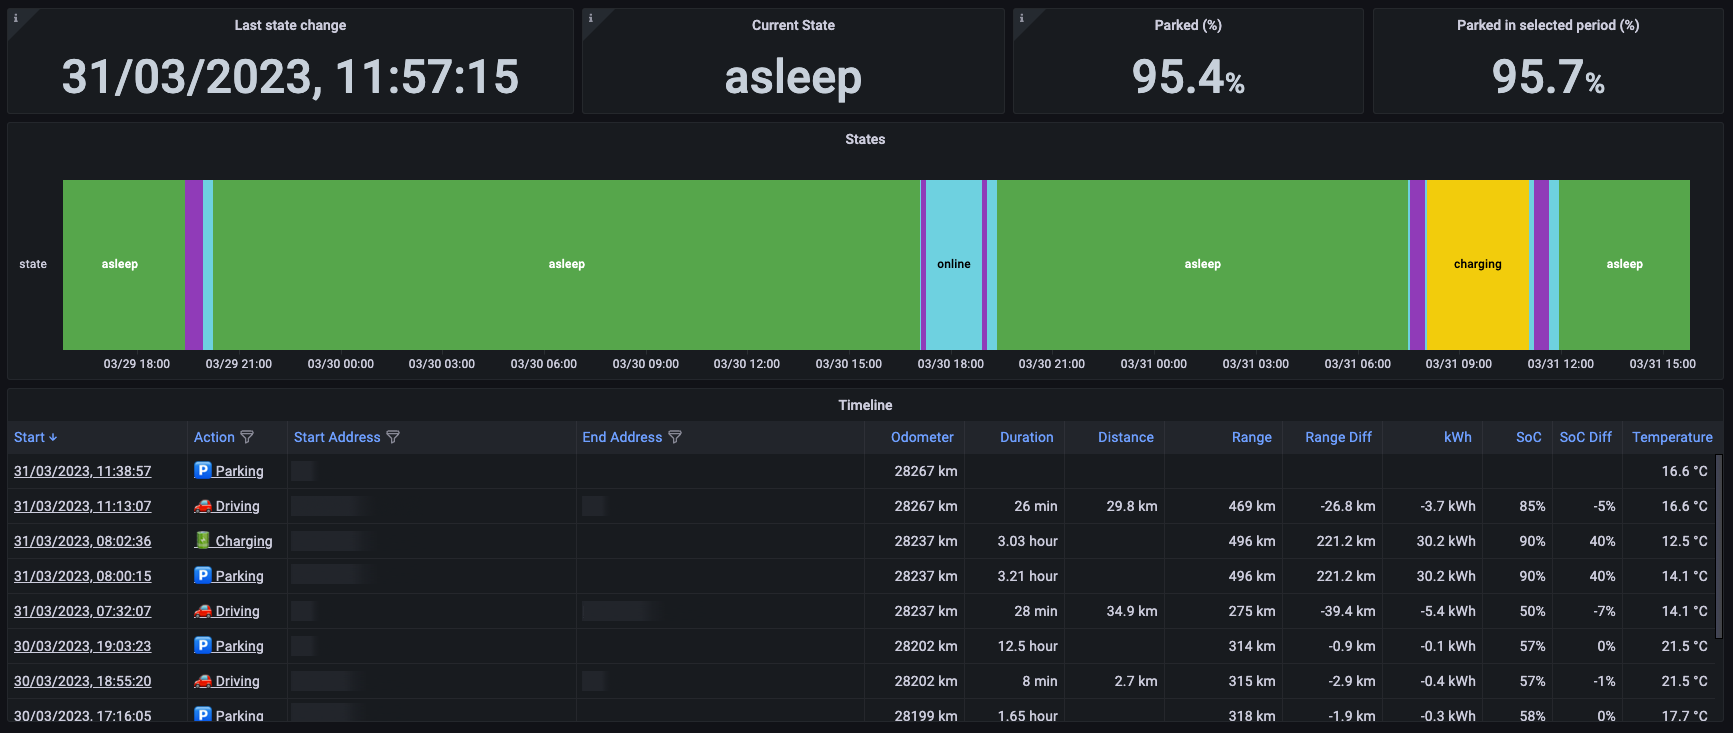 Last state change
31/03/2023, 11:57:15
Current State
asleep
Parked (%)
95.4%
Parked in selected period (%)
95.7%
States
state
asleep asleep online asleep charging asleep
03/29 18:00 03/29 21:00 03/30 00:00 03/30 03:00 03/30 06:00 03/30 09:00 03/30 12:00 03/30 15:00 03/30 18:00 03/30 21:00 03/31 00:00 03/31 03:00 03/31 06:00 03/31 09:00 03/31 12:00 03/31 15:00
Timeline
Start Action Start Address End Address Odometer Duration Distance Range Range Diff kWh SoC SoC Diff Temperature
31/03/2023, 11:38:57 P Parking 28267 km 16.6 °C
31/03/2023, 11:13:07 Driving 28267 km 26 min 29.8 km 469 km -26.8 km -3.7 kWh 85% -5% 16.6 °C
31/03/2023, 08:02:36 Charging 28237 km 3.03 hour 496 km 221.2 km 30.2 kWh 90% 40% 12.5 °C
31/03/2023, 08:00:15 P Parking 28237 km 3.21 hour 496 km 221.2 km 30.2 kWh 90% 40% 14.1 °C
31/03/2023, 07:32:07 Driving 28237 km 28 min 34.9 km 275 km -39.4 km -5.4 kWh 50% -7% 14.1 °C
30/03/2023, 19:03:23 P Parking 28202 km 12.5 hour 314 km -0.9 km -0.1 kWh 57% 0% 21.5 °C
30/03/2023, 18:55:20 Driving 28202 km 8 min 2.7 km 315 km -2.9 km -0.4 kWh 57% -1% 21.5 °C
30/03/2023, 17:16:05 P Parking 28199 km 1.65 hour 318 km -1.9 km -0.3 kWh 58% 0% 17.7 °C